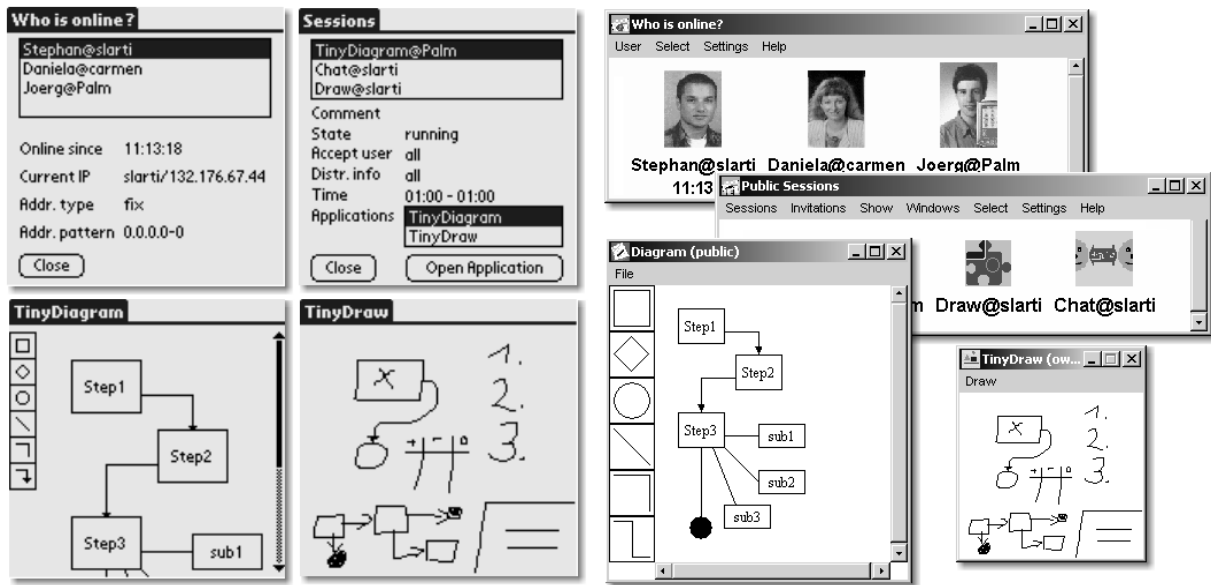 Who is online?
Stephan@slarti
Daniela@carmen
Joerg@Palm
Online since 11:13:18
Current IP slarti/132.176.67.44
Addr. type fix
Addr. pattern 0.0.0.0-0
Close
Sessions
TinyDiagram@Palm
Chat@slarti
Draw@slarti
Comment
State running
Accept user all
Distr. info all
Time 01:00 - 01:00
Applications TinyDiagram
TinyDraw
Close Open Application
TinyDiagram
Step1
Step2
Step3
sub1
TinyDraw
X
1.
2.
3.
+ - 0
Who is online?
User Select Settings Help
Stephan@slarti Daniela@carmen Joerg@Palm
11:13
Public Sessions
Sessions Invitations Show Windows Select Settings Help
m Draw@slarti Chat@slarti
Diagram (public)
File
Step1
Step2
Step3
sub1
sub2
sub3
TinyDraw (ow...
Draw
X
1.
2.
3.
+ - 0